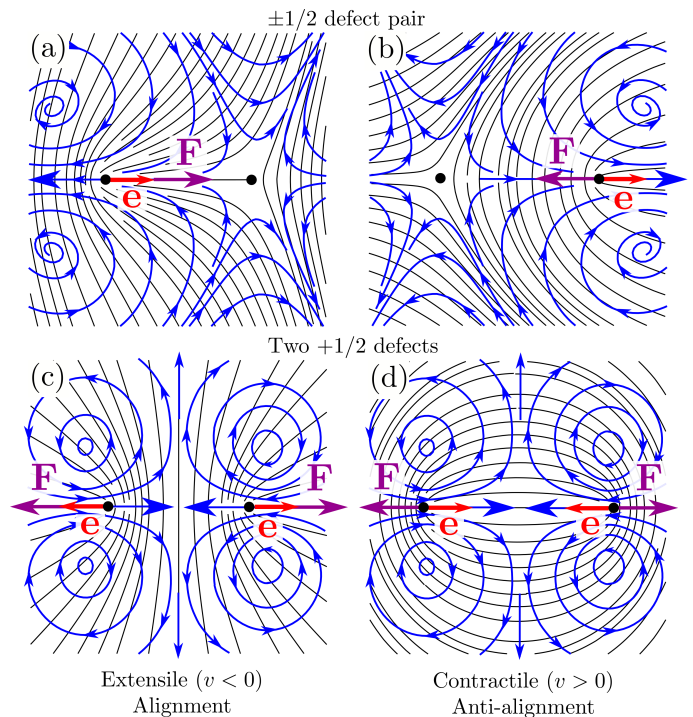 ±1/2 defect pair
(a)
(b)
F
e
F
e
Two +1/2 defects
(c)
(d)
F
F
e
e
F
F
e
e
Extensile (v < 0)
Contractile (v > 0)
Alignment
Anti-alignment